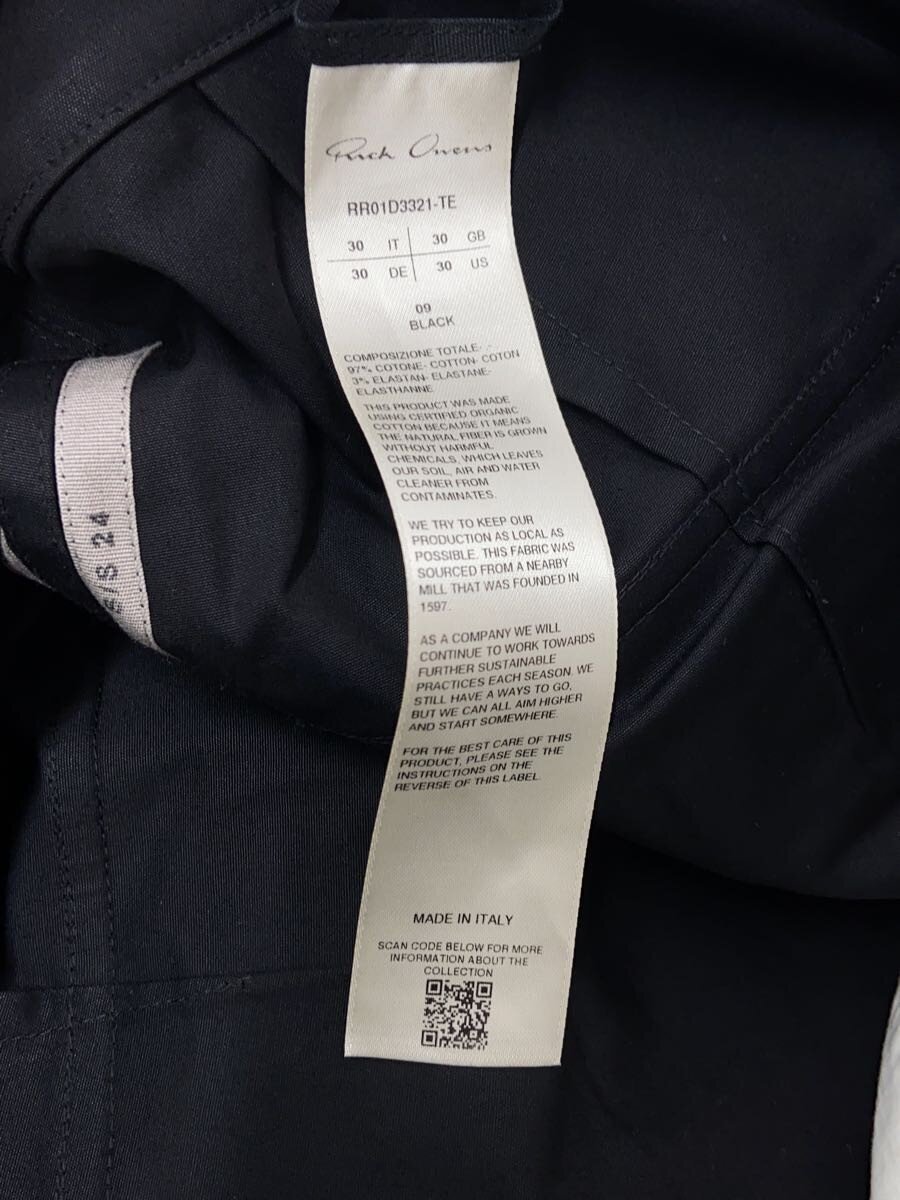 Rick Owens
RR01D3321-TE
30 IT 30 GB
30 DE 30 US
09
BLACK
COMPOSIZIONE TOTALE-
97% COTONE- COTTON- COTON
3% ELASTAN- ELASTANE-
ELASTHANNE
THIS PRODUCT WAS MADE
USING CERTIFIED ORGANIC
COTTON BECAUSE IT MEANS
THE NATURAL FIBER IS GROWN
WITHOUT HARMFUL
CHEMICALS, WHICH LEAVES
OUR SOIL, AIR AND WATER
CLEANER FROM
CONTAMINATES.
WE TRY TO KEEP OUR
PRODUCTION AS LOCAL AS
POSSIBLE. THIS FABRIC WAS
SOURCED FROM A NEARBY
MILL THAT WAS FOUNDED IN
1597.
AS A COMPANY WE WILL
CONTINUE TO WORK TOWARDS
FURTHER SUSTAINABLE
PRACTICES EACH SEASON. WE
STILL HAVE A WAYS TO GO,
BUT WE CAN ALL AIM HIGHER
AND START SOMEWHERE.
FOR THE BEST CARE OF THIS
PRODUCT, PLEASE SEE THE
INSTRUCTIONS ON THE
REVERSE OF THIS LABEL.
MADE IN ITALY
SCAN CODE BELOW FOR MORE
INFORMATION ABOUT THE
COLLECTION
/S 24